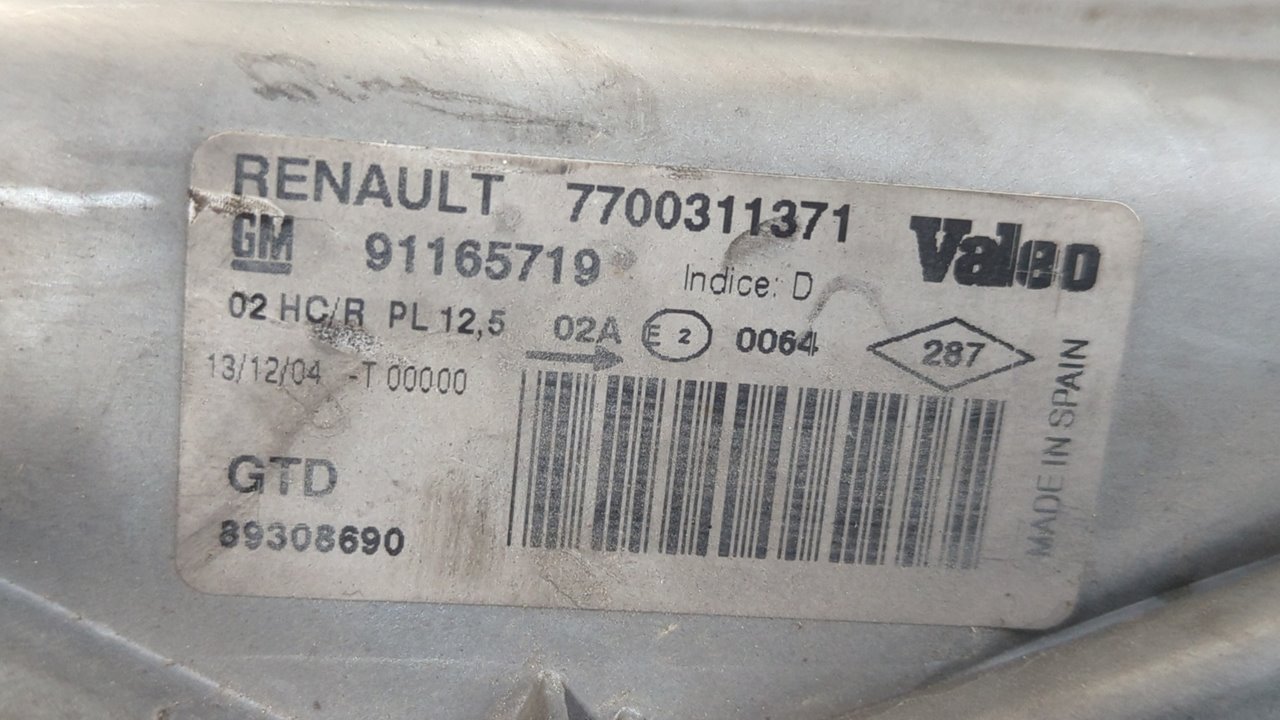 RENAULT 7700311371
GM 91165719 Indice: D Valeo
02 HC/R PL 12,5 02A E 2 0064 287
13/12/04 -T 00000
GTD
89308690
MADE IN SPAIN